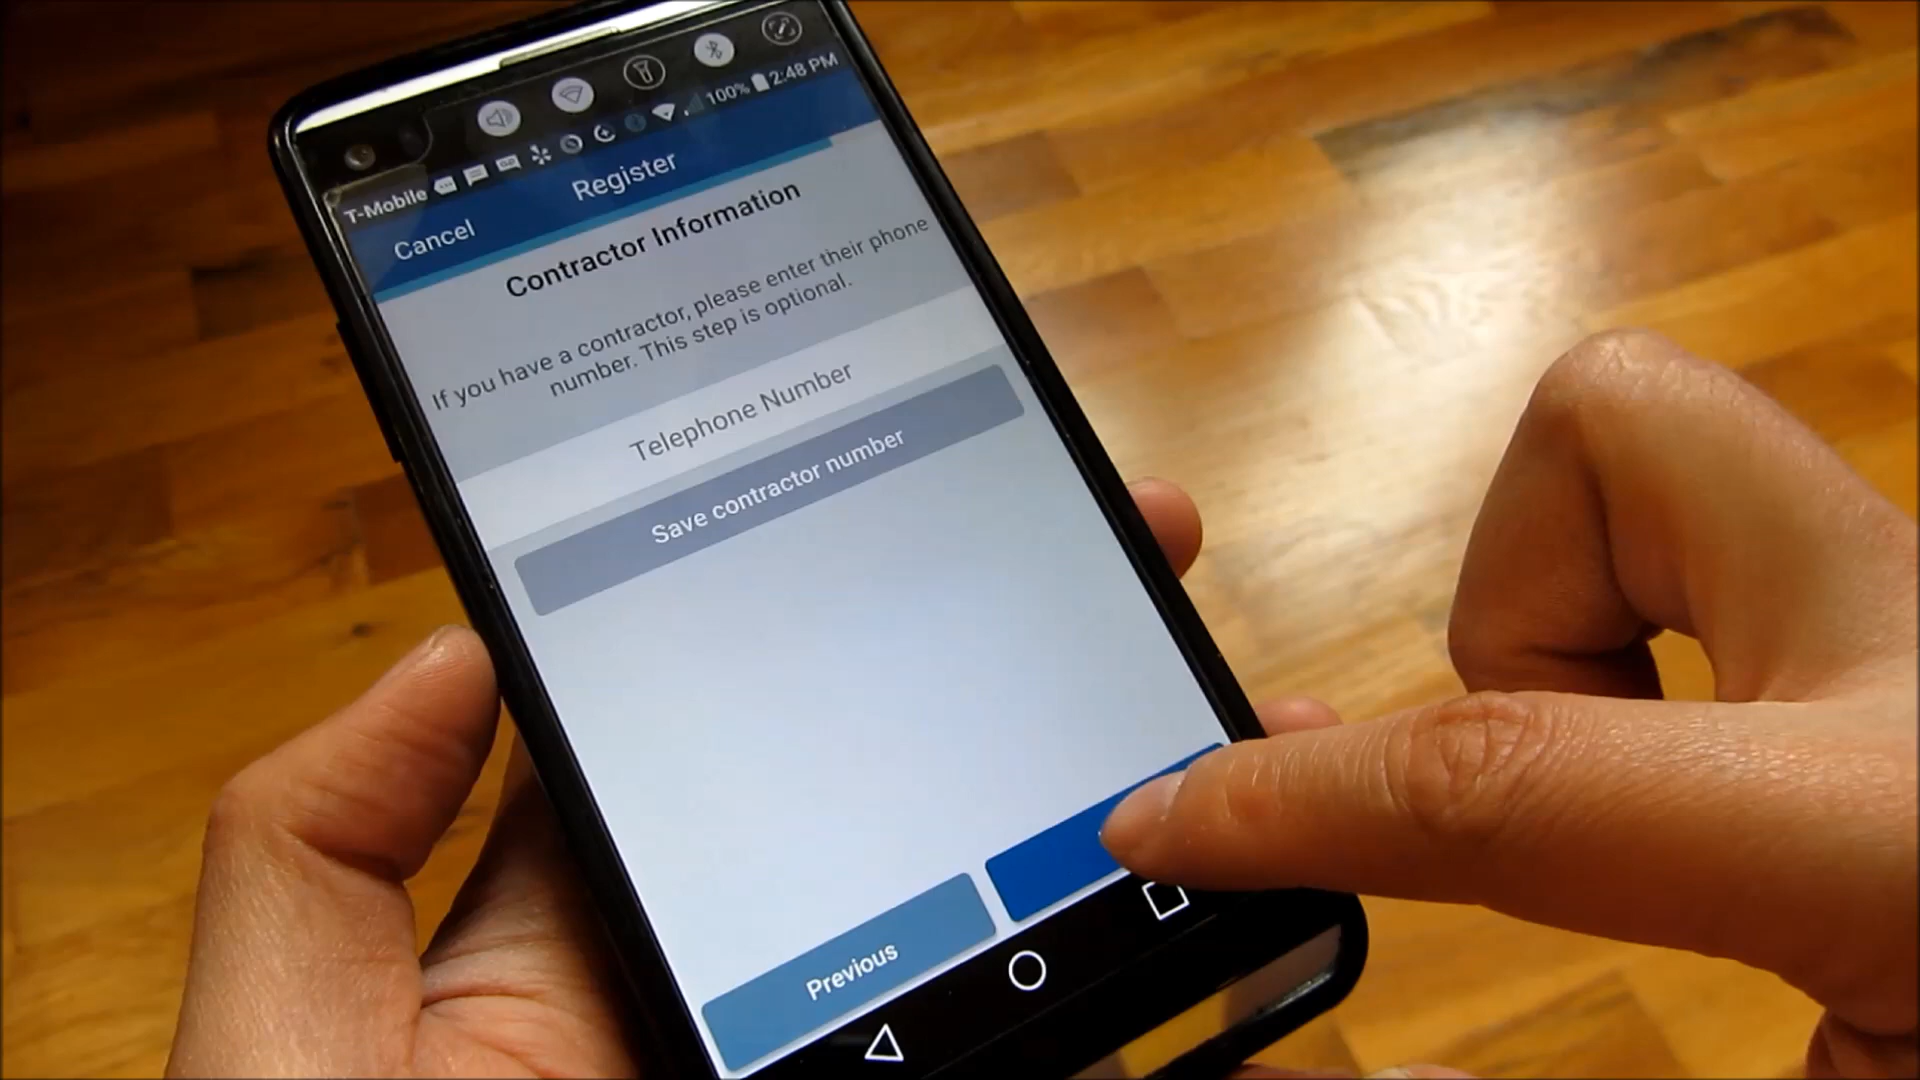 T-Mobile 100% 2:48 PM
Cancel Register
Contractor Information
If you have a contractor, please enter their phone
number. This step is optional.
Telephone Number
Save contractor number
Previous